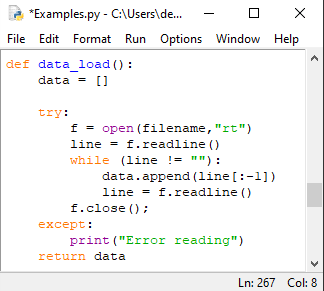 *Examples.py - C:\Users\de...
File Edit Format Run Options Window Help
def data_load():
    data = []
    try:
        f = open(filename,"rt")
        line = f.readline()
        while (line != ""):
            data.append(line[:-1])
            line = f.readline()
        f.close();
    except:
        print("Error reading")
    return data
Ln: 267 Col: 8